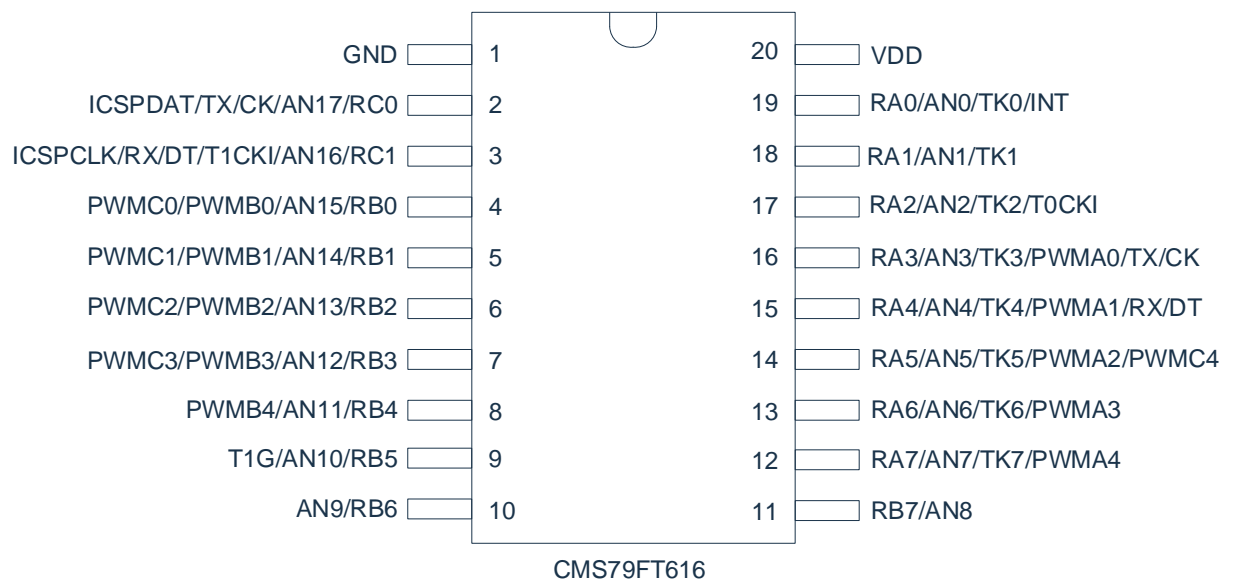 GND 1 20 VDD
ICSPDAT/TX/CK/AN17/RC0 2 19 RA0/AN0/TK0/INT
ICSPCLK/RX/DT/T1CKI/AN16/RC1 3 18 RA1/AN1/TK1
PWMC0/PWMB0/AN15/RB0 4 17 RA2/AN2/TK2/T0CKI
PWMC1/PWMB1/AN14/RB1 5 16 RA3/AN3/TK3/PWMA0/TX/CK
PWMC2/PWMB2/AN13/RB2 6 15 RA4/AN4/TK4/PWMA1/RX/DT
PWMC3/PWMB3/AN12/RB3 7 14 RA5/AN5/TK5/PWMA2/PWMC4
PWMB4/AN11/RB4 8 13 RA6/AN6/TK6/PWMA3
T1G/AN10/RB5 9 12 RA7/AN7/TK7/PWMA4
AN9/RB6 10 11 RB7/AN8
CMS79FT616